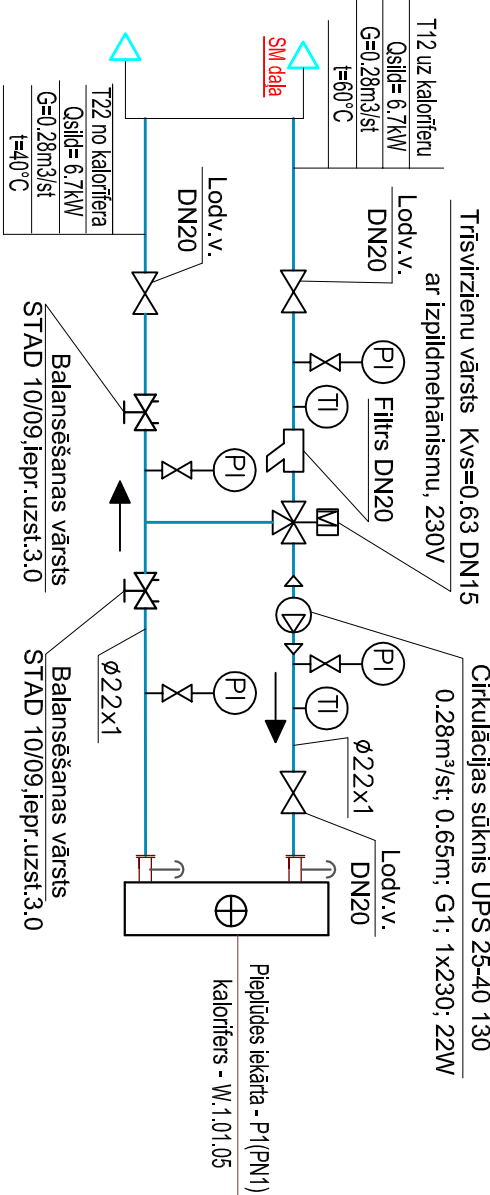 T12 uz kalorīferu
Qsild= 6.7kW
G=0.28m3/st
t=60°C
SM daļa
T22 no kalorīfera
Qsild= 6.7kW
G=0.28m3/st
t=40°C
Lodv.v.
DN20
Lodv.v.
DN20
Trīsvirzienu vārsts Kvs=0.63 DN15
ar izpildmehānismu, 230V
PI
TI
Filtrs DN20
M
Balansēšanas vārsts
STAD 10/09,iepr.uzst.3.0
PI
Cirkulācijas sūknis UPS 25-40 130
0.28m³/st; 0.65m; G1; 1x230; 22W
PI
TI
ø22x1
Lodv.v.
DN20
ø22x1
PI
Balansēšanas vārsts
STAD 10/09,iepr.uzst.3.0
Pieplūdes iekārta - P1(PN1)
kalorifers - W.1.01.05